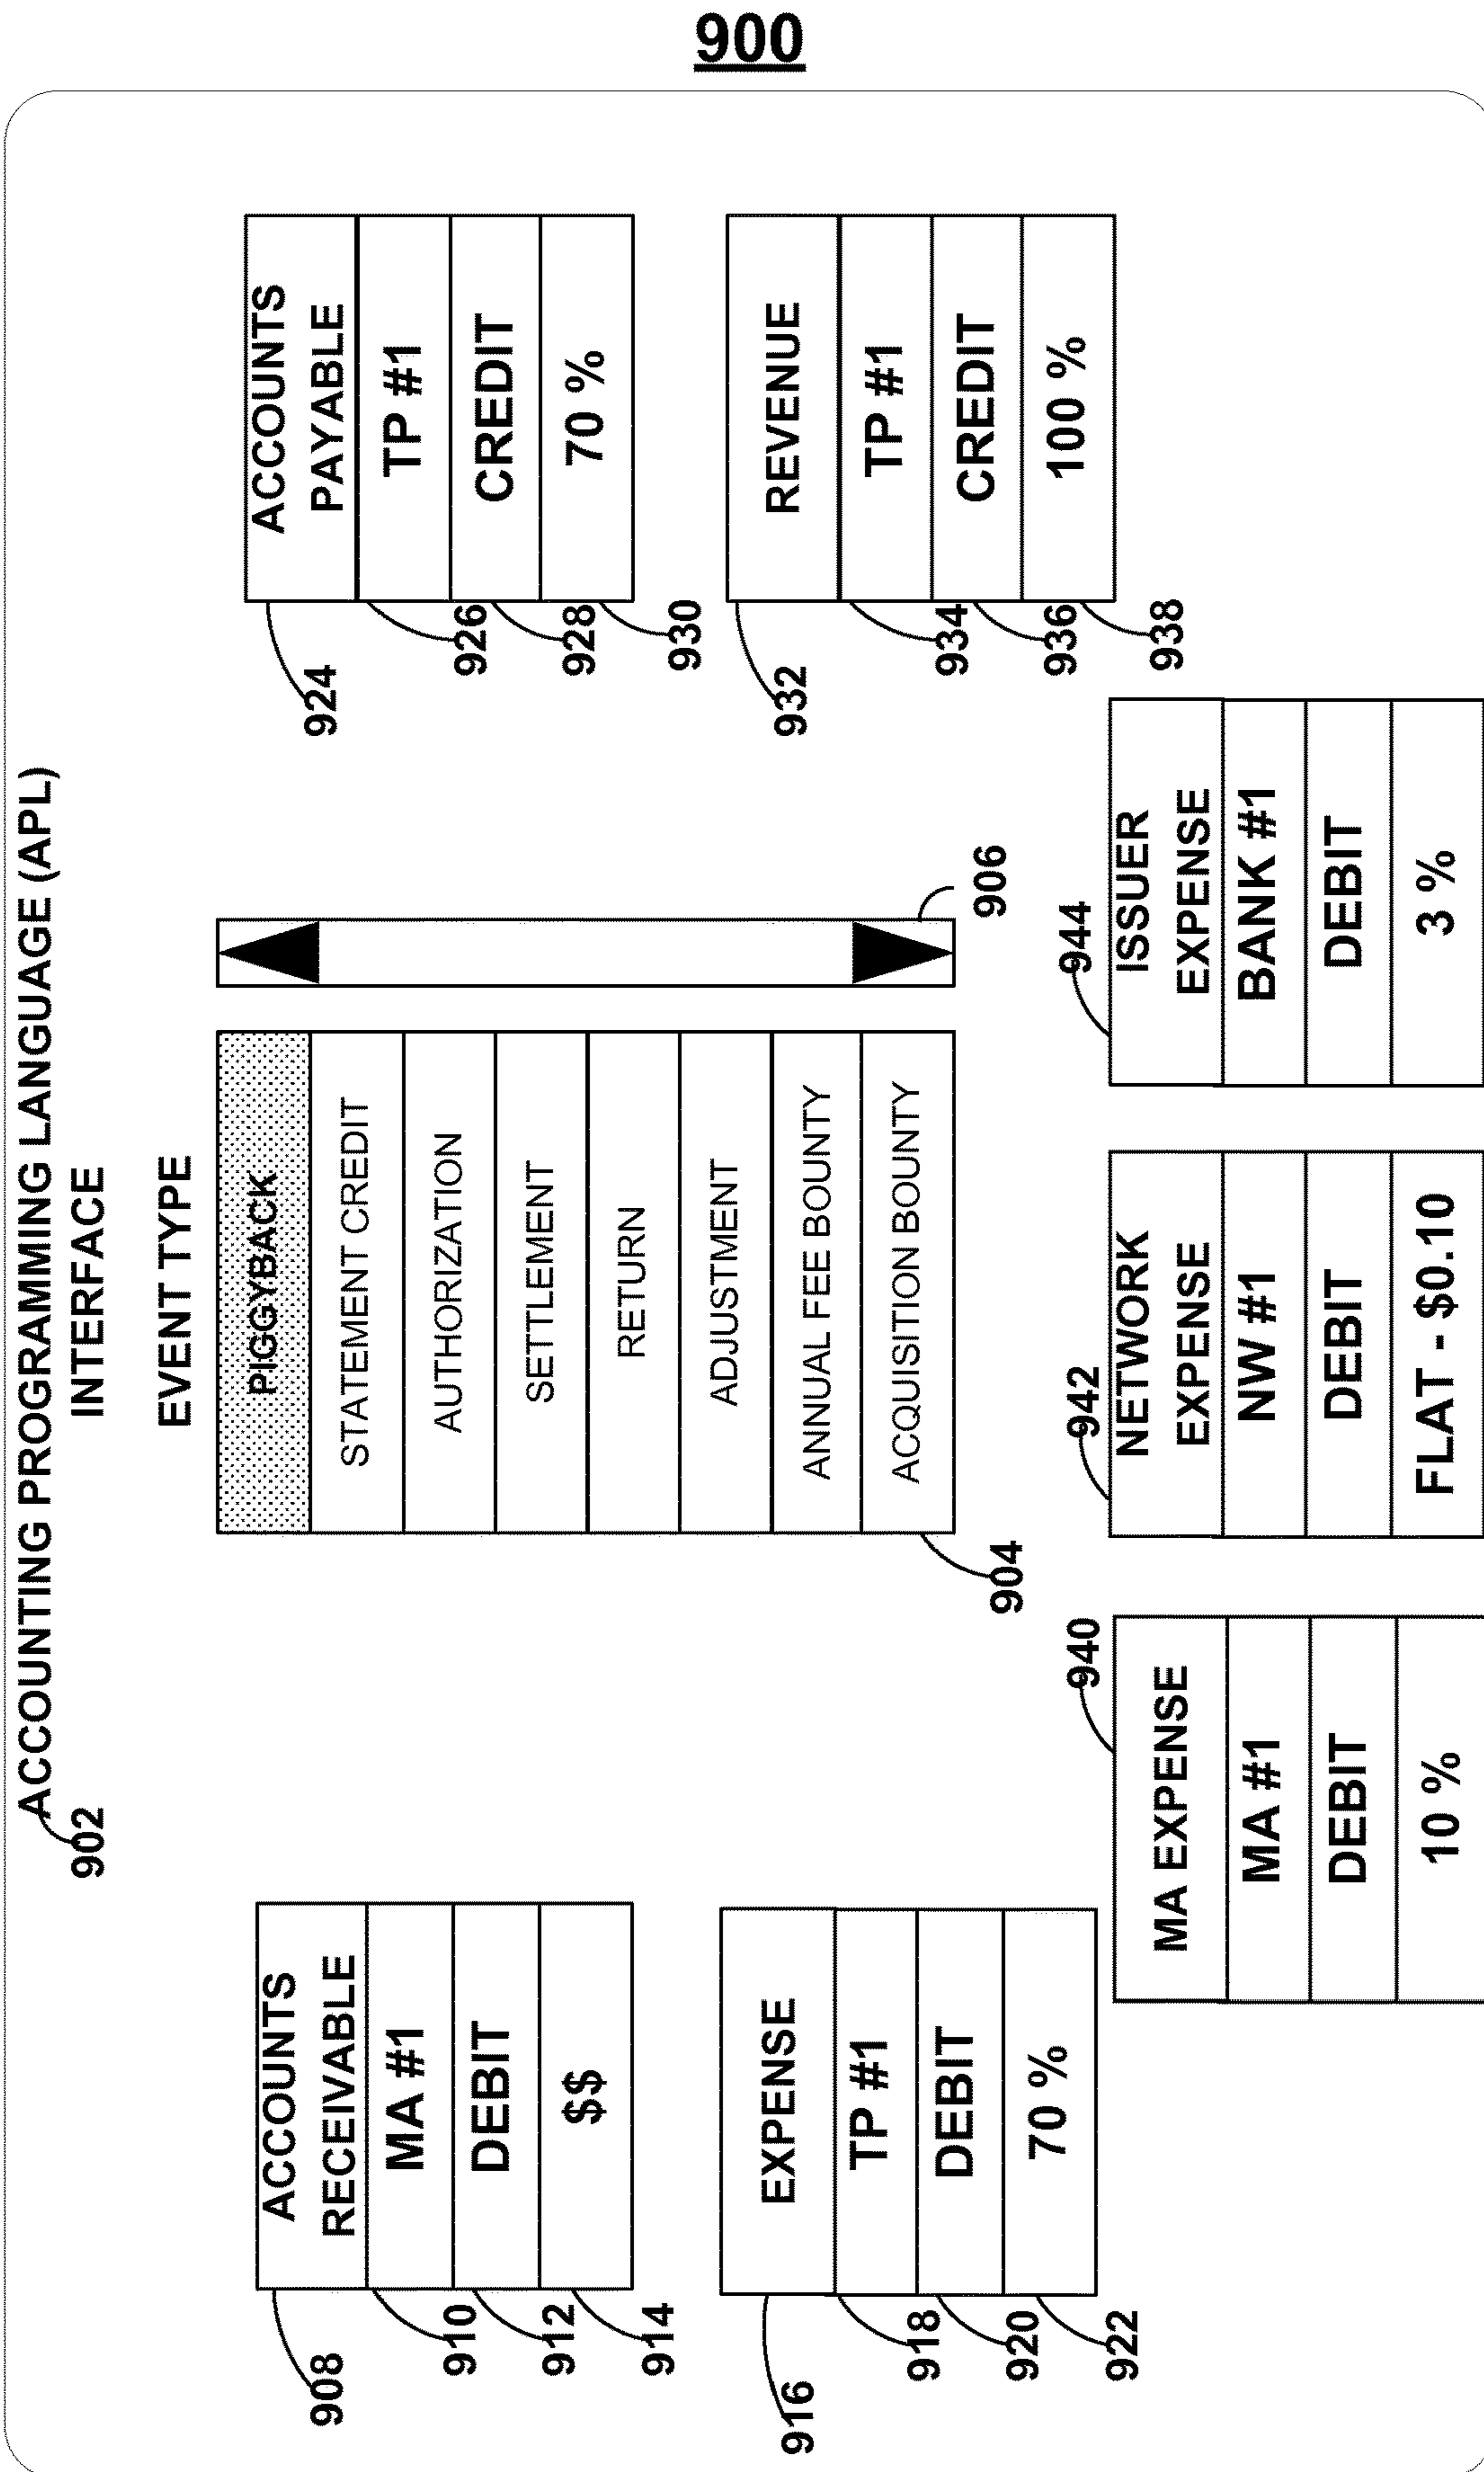 900
ACCOUNTING PROGRAMMING LANGUAGE (APL)
INTERFACE
902
EVENT TYPE
PIGGYBACK
STATEMENT CREDIT
AUTHORIZATION
SETTLEMENT
RETURN
ADJUSTMENT
ANNUAL FEE BOUNTY
ACQUISITION BOUNTY
904
906
908
ACCOUNTS
RECEIVABLE
910
MA #1
912
DEBIT
914
$$
916
EXPENSE
918
TP #1
920
DEBIT
922
70 %
924
ACCOUNTS
PAYABLE
926
TP #1
928
CREDIT
930
70 %
932
REVENUE
934
TP #1
936
CREDIT
938
100 %
940
MA EXPENSE
MA #1
DEBIT
10 %
942
NETWORK
EXPENSE
NW #1
DEBIT
FLAT - $0.10
944
ISSUER
EXPENSE
BANK #1
DEBIT
3 %